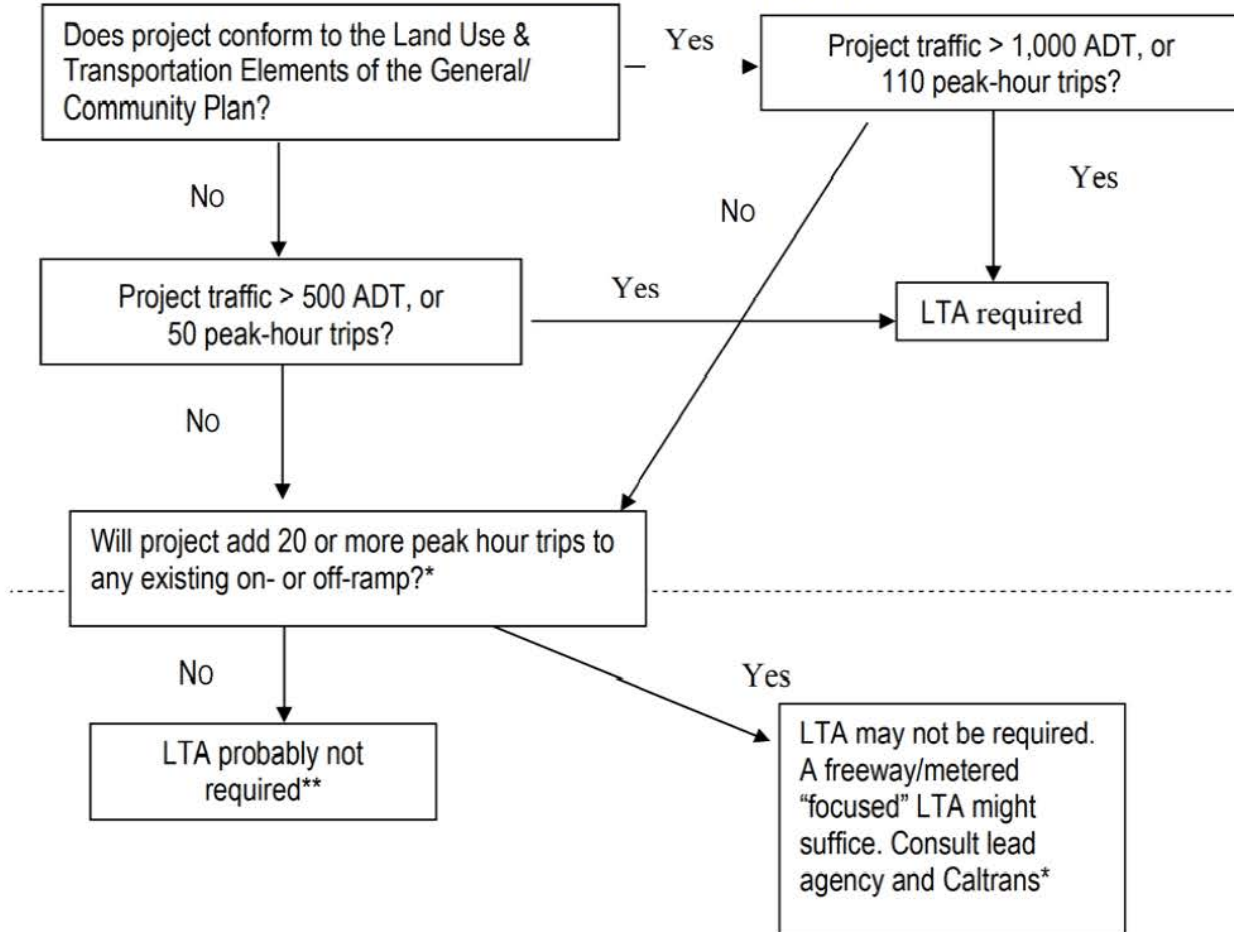 Does project conform to the Land Use &
Transportation Elements of the General/
Community Plan?
Yes
Project traffic > 1,000 ADT, or
110 peak-hour trips?
No
No
Yes
Project traffic > 500 ADT, or
50 peak-hour trips?
Yes
LTA required
No
Will project add 20 or more peak hour trips to
any existing on- or off-ramp?*
No
Yes
LTA probably not
required**
LTA may not be required.
A freeway/metered
“focused” LTA might
suffice. Consult lead
agency and Caltrans*